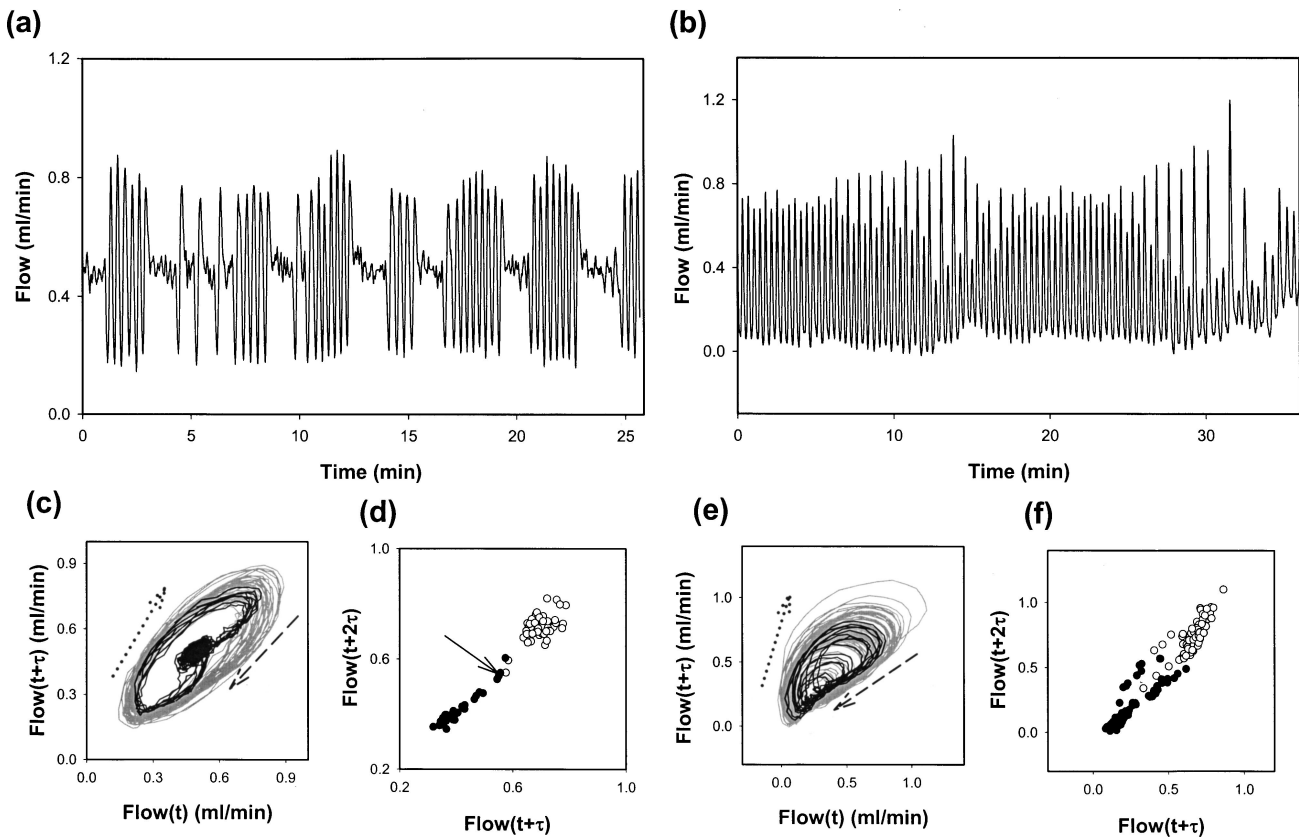 (a)
1.2
0.8
0.4
0.0
Flow (ml/min)
0
5
10
15
20
25
Time (min)
(b)
1.2
0.8
0.4
0.0
Flow (ml/min)
0
10
20
30
Time (min)
(c)
0.9
0.6
0.3
0.0
Flow(t+τ) (ml/min)
0.0
0.3
0.6
0.9
Flow(t) (ml/min)
(d)
1.0
0.6
0.2
Flow(t+2τ)
0.2
0.6
1.0
Flow(t+τ)
(e)
1.0
0.5
0.0
Flow(t+τ) (ml/min)
0.0
0.5
1.0
Flow(t) (ml/min)
(f)
1.0
0.5
0.0
Flow(t+2τ)
0.0
0.5
1.0
Flow(t+τ)